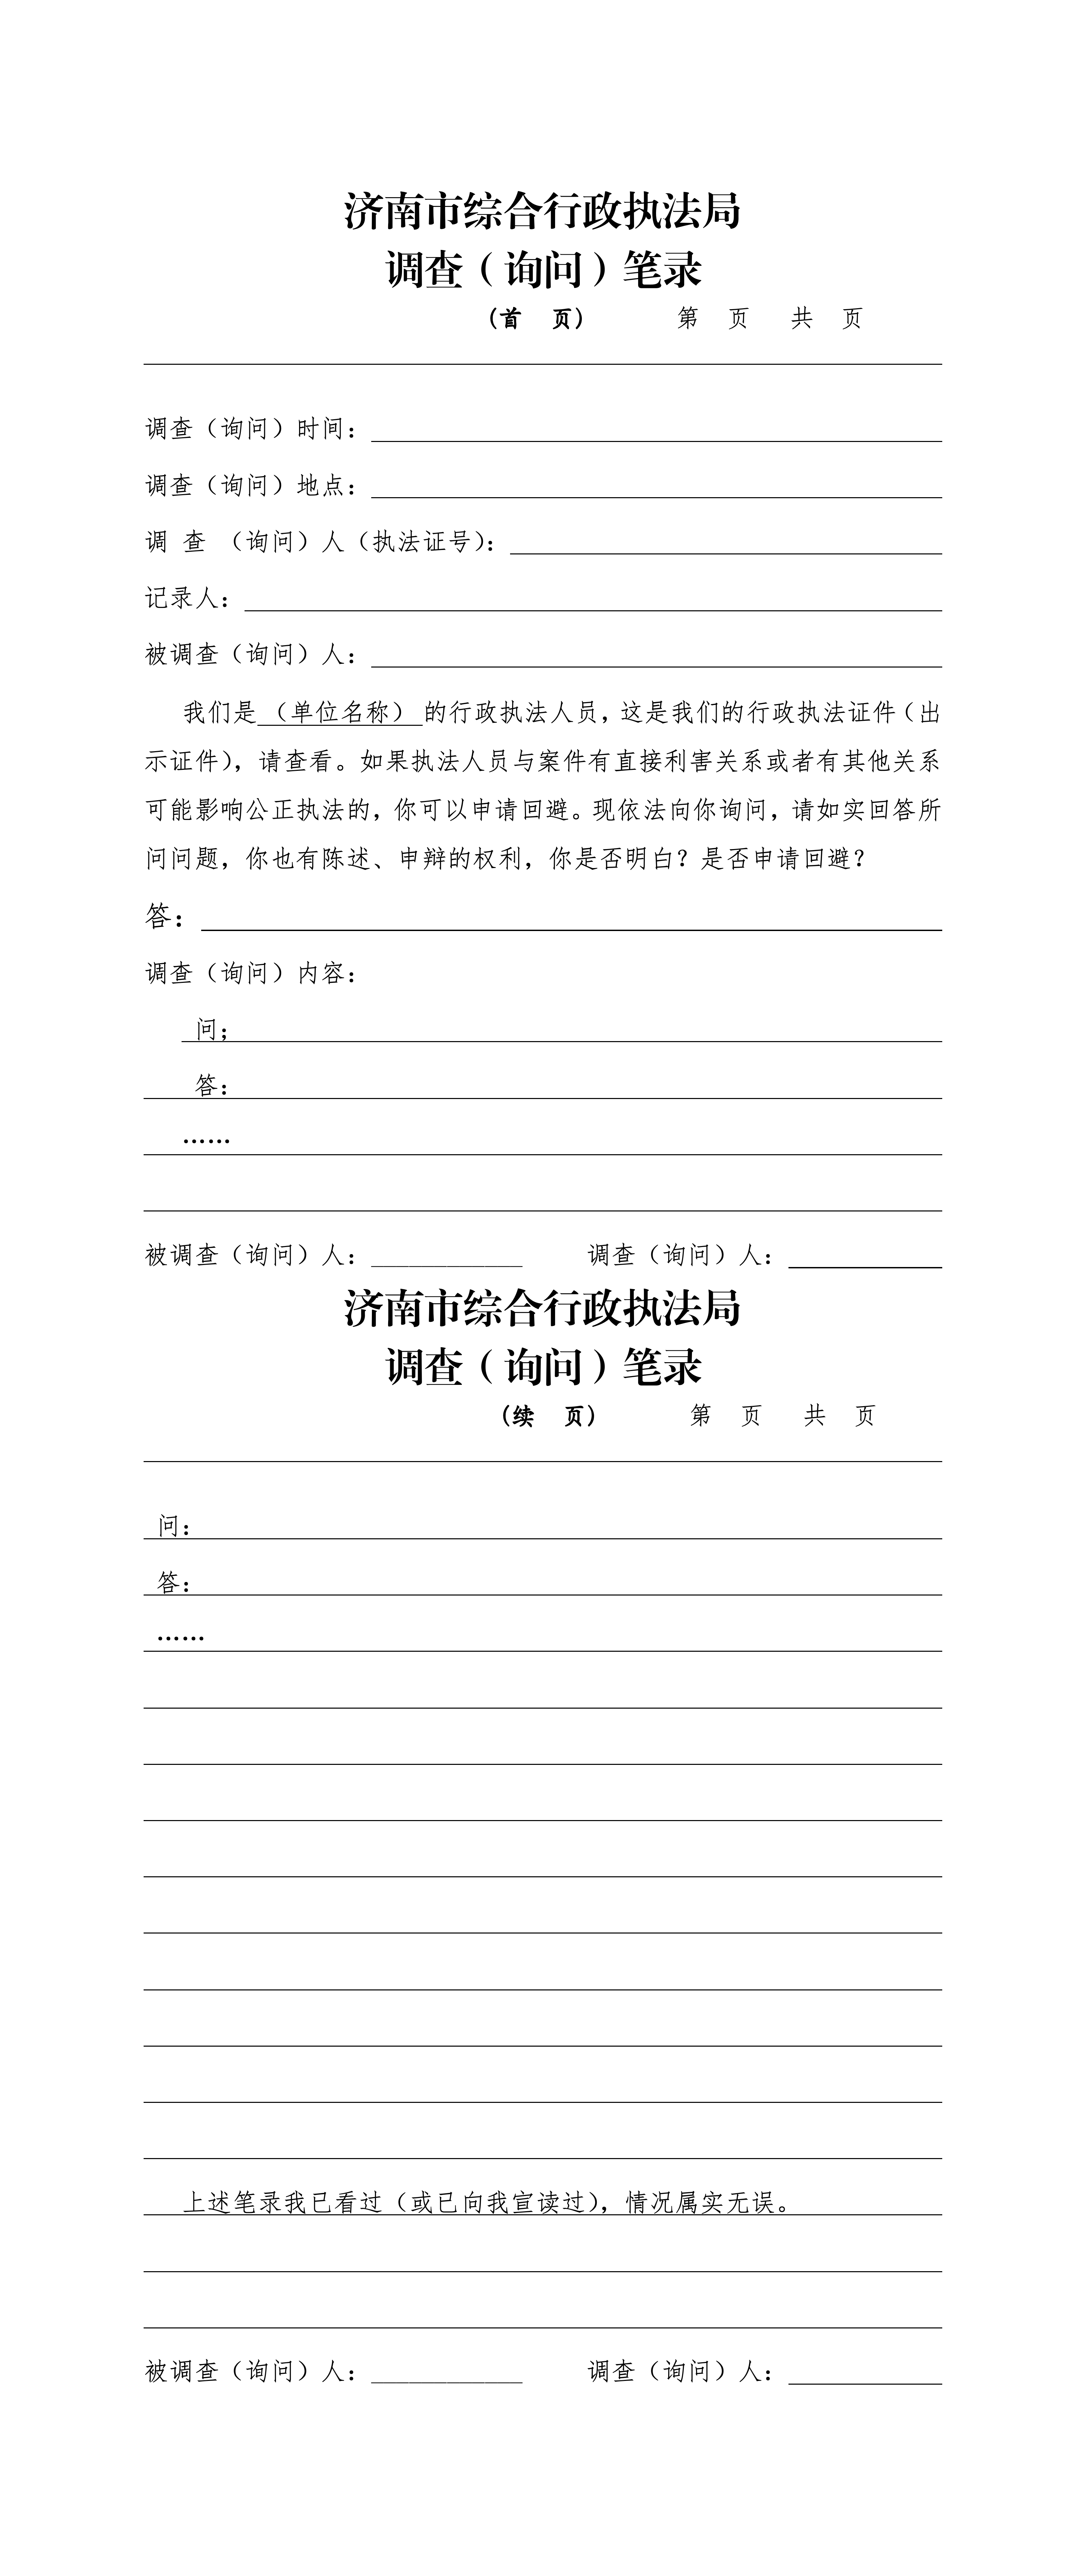 济南市综合行政执法局
调查（询问）笔录
（首 页） 第 页 共 页
调查（询问）时间：
调查（询问）地点：
调 查 （询问）人（执法证号）：
记录人：
被调查（询问）人：
我们是（单位名称）的行政执法人员，这是我们的行政执法证件（出
示证件），请查看。如果执法人员与案件有直接利害关系或者有其他关系
可能影响公正执法的，你可以申请回避。现依法向你询问，请如实回答所
问问题，你也有陈述、申辩的权利，你是否明白？是否申请回避？
答：
调查（询问）内容：
问；
答：
……
被调查（询问）人： 调查（询问）人：
济南市综合行政执法局
调查（询问）笔录
（续 页） 第 页 共 页
问：
答：
……
上述笔录我已看过（或已向我宣读过），情况属实无误。
被调查（询问）人： 调查（询问）人：